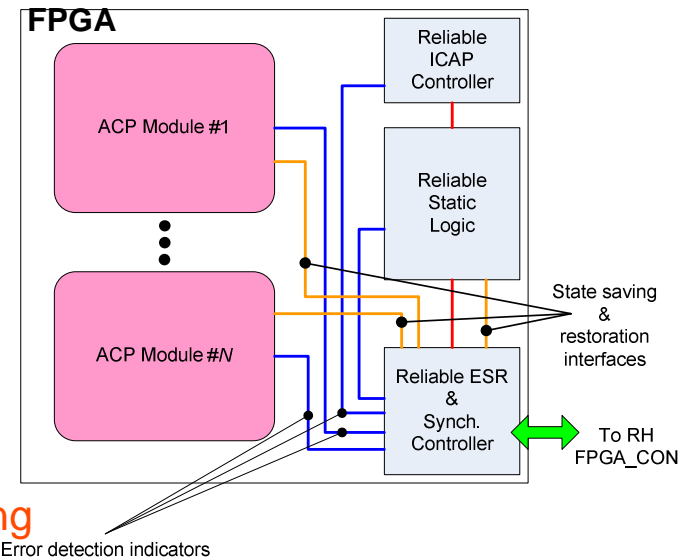 FPGA
Reliable
ICAP
Controller
ACP Module #1
Reliable
Static
Logic
State saving
&
restoration
interfaces
ACP Module #N
Reliable ESR
&
Synch.
Controller
To RH
FPGA_CON
ng
Error detection indicators